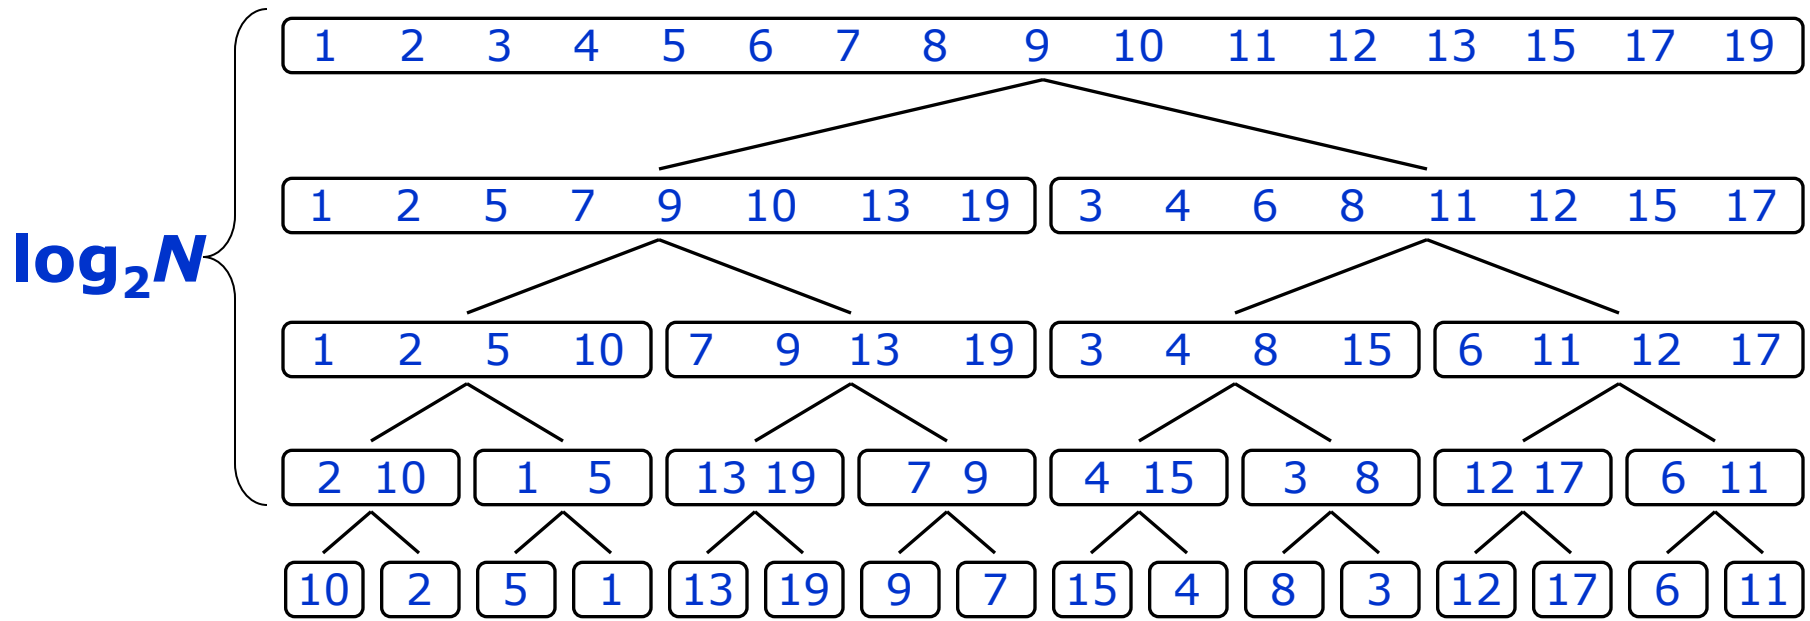 1 2 3 4 5 6 7 8 9 10 11 12 13 15 17 19
1 2 5 7 9 10 13 19 3 4 6 8 11 12 15 17
log₂N
1 2 5 10 7 9 13 19 3 4 8 15 6 11 12 17
2 10 1 5 13 19 7 9 4 15 3 8 12 17 6 11
10 2 5 1 13 19 9 7 15 4 8 3 12 17 6 11